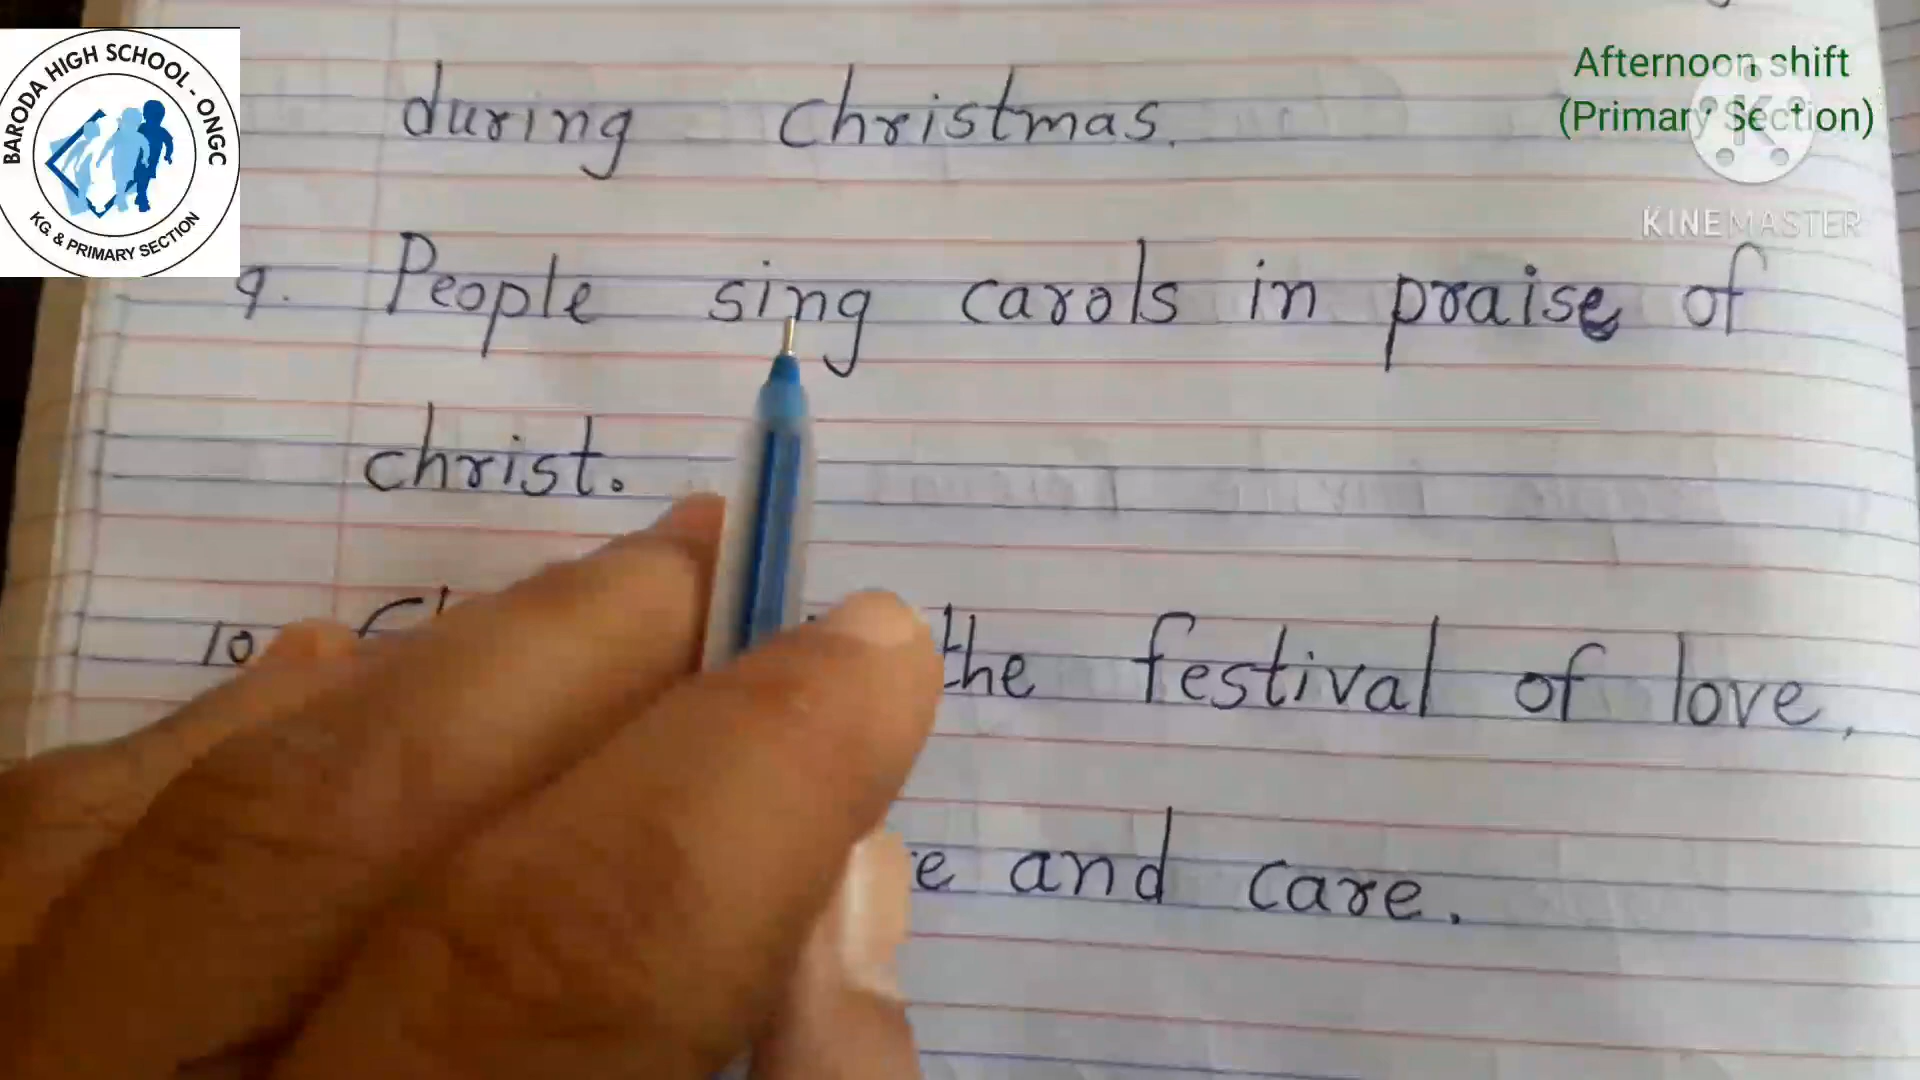 BARODA HIGH SCHOOL - ONGC
KG. & PRIMARY SECTION
Afternoon shift
(Primary Section)
KINEMASTER
during christmas.
9. People sing carols in praise of
christ.
10. the festival of love,
and care.